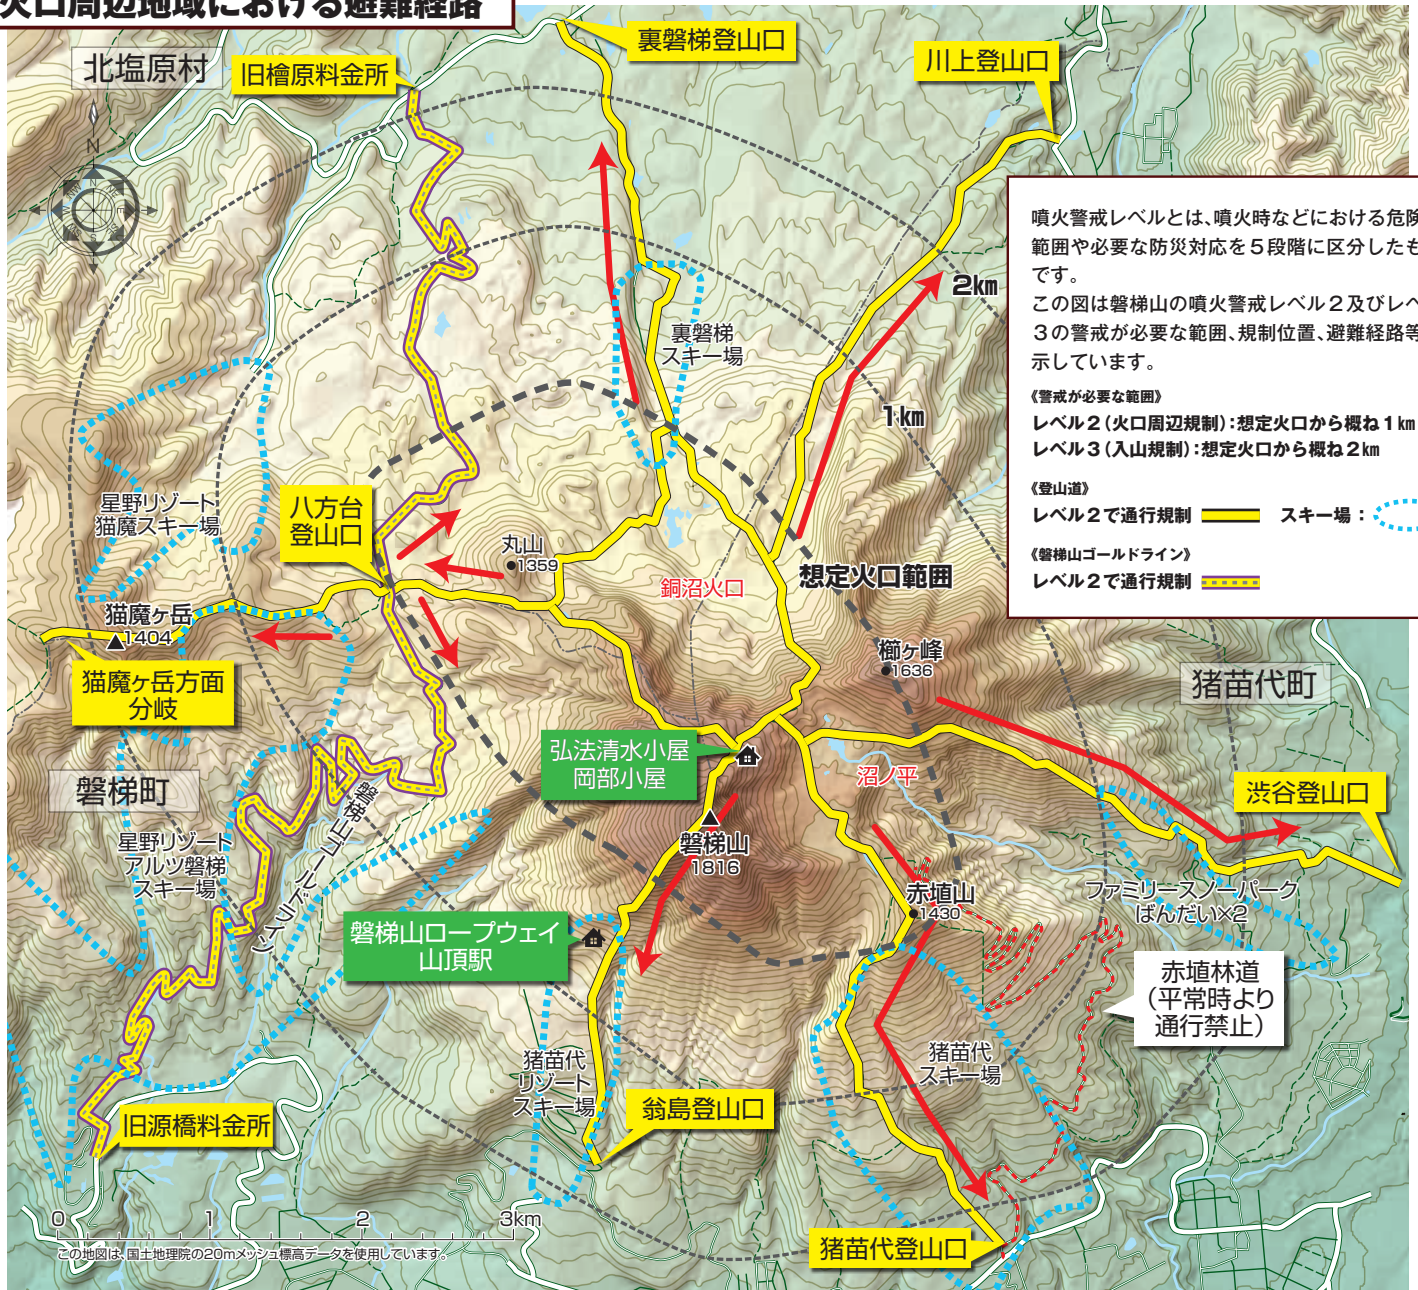 火口周辺地域における避難経路
北塩原村
旧檜原料金所
裏磐梯登山口
川上登山口
N
噴火警戒レベルとは、噴火時などにおける危険
範囲や必要な防災対応を5段階に区分したも
です。
この図は磐梯山の噴火警戒レベル2及びレベ
3の警戒が必要な範囲、規制位置、避難経路等
示しています。
《警戒が必要な範囲》
レベル2(火口周辺規制):想定火口から概ね1km
レベル3(入山規制):想定火口から概ね2km
《登山道》
レベル2で通行規制
スキー場:
《磐梯山ゴールドライン》
レベル2で通行規制
2km
1km
裏磐梯
スキー場
星野リゾート
猫魔スキー場
八方台
登山口
丸山
1359
銅沼火口
想定火口範囲
猫魔ヶ岳
1404
猫魔ヶ岳方面
分岐
櫛ヶ峰
1636
猪苗代町
弘法清水小屋
岡部小屋
沼ノ平
磐梯町
渋谷登山口
星野リゾート
アルツ磐梯
スキー場
磐梯山ゴールドライン
磐梯山
1816
赤埴山
1430
ファミリースノーパーク
ばんだい×2
磐梯山ロープウェイ
山頂駅
赤埴林道
(平常時より
通行禁止)
猪苗代
リゾート
スキー場
猪苗代
スキー場
翁島登山口
旧源橋料金所
猪苗代登山口
0 1 2 3km
この地図は、国土地理院の20mメッシュ標高データを使用しています。